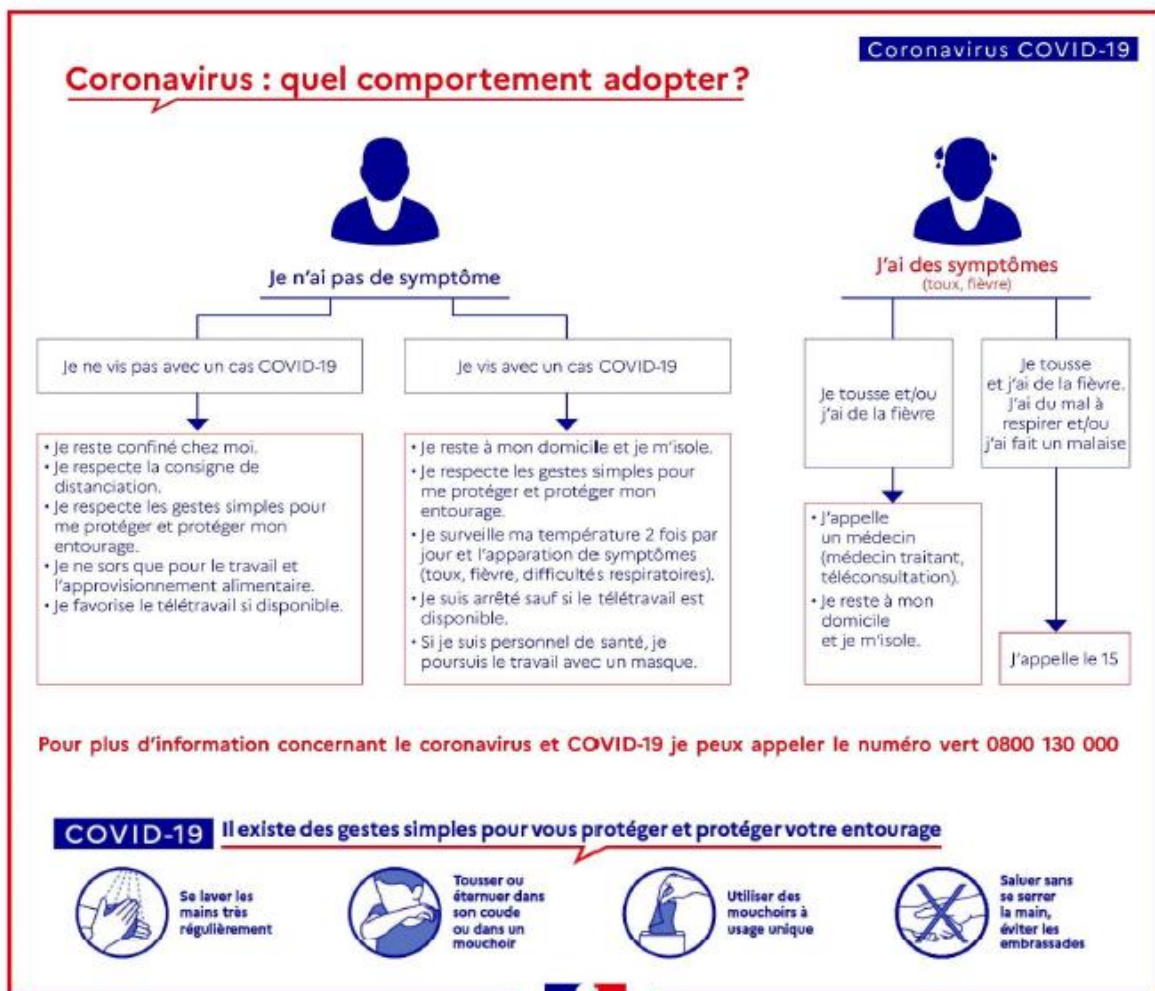 Coronavirus COVID-19
Coronavirus : quel comportement adopter ?
Je n'ai pas de symptôme
Je ne vis pas avec un cas COVID-19
• Je reste confiné chez moi.
• Je respecte la consigne de
distanciation.
• Je respecte les gestes simples pour
me protéger et protéger mon
entourage.
• Je ne sors que pour le travail et
l'approvisionnement alimentaire.
• Je favorise le télétravail si disponible.
Je vis avec un cas COVID-19
• Je reste à mon domicile et je m'isole.
• Je respecte les gestes simples pour
me protéger et protéger mon
entourage.
• Je surveille ma température 2 fois par
jour et l'apparation de symptômes
(toux, fièvre, difficultés respiratoires).
• Je suis arrêté sauf si le télétravail est
disponible.
• Si je suis personnel de santé, je
poursuis le travail avec un masque.
J'ai des symptômes
(toux, fièvre)
Je tousse et/ou
j'ai de la fièvre
• J'appelle
un médecin
(médecin traitant,
téléconsultation).
• Je reste à mon
domicile
et je m'isole.
Je tousse
et j'ai de la fièvre.
J'ai du mal à
respirer et/ou
j'ai fait un malaise
J'appelle le 15
Pour plus d'information concernant le coronavirus et COVID-19 je peux appeler le numéro vert 0800 130 000
COVID-19 Il existe des gestes simples pour vous protéger et protéger votre entourage
Se laver les
mains très
régulièrement
Tousser ou
éternuer dans
son coude
ou dans un
mouchoir
Utiliser des
mouchoirs à
usage unique
Saluer sans
se serrer
la main,
éviter les
embrassades